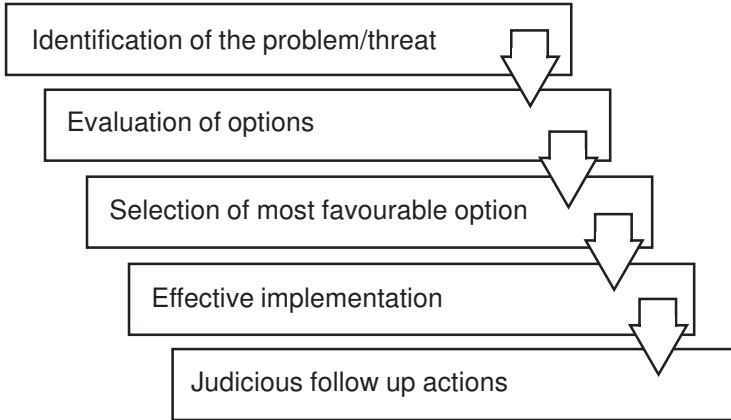 Identification of the problem/threat
Evaluation of options
Selection of most favourable option
Effective implementation
Judicious follow up actions